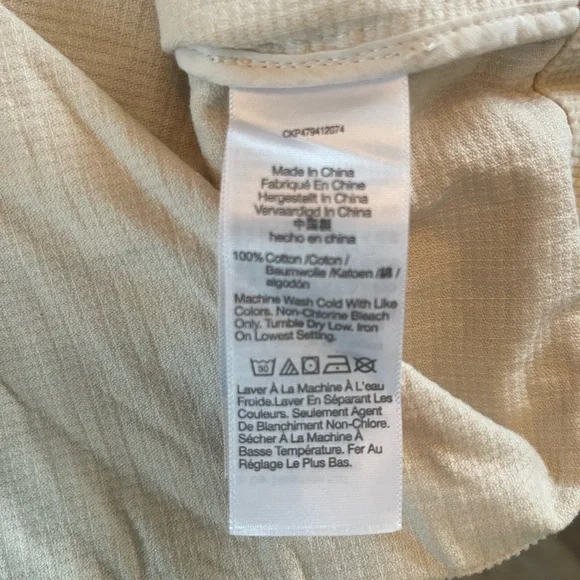 CKP479412074
Made In China
Fabriqué En Chine
Hergestellt In China
Vervaardigd In China
中国製
hecho en china
100% Cotton /Coton /
Baumwolle /Katoen /綿 /
algodón
Machine Wash Cold With Like
Colors. Non-Chlorine Bleach
Only. Tumble Dry Low. Iron
On Lowest Setting.
30
Laver À La Machine À L'eau
Froide.Laver En Séparant Les
Couleurs. Seulement Agent
De Blanchiment Non-Chlore.
Sécher À La Machine À
Basse Température. Fer Au
Réglage Le Plus Bas.